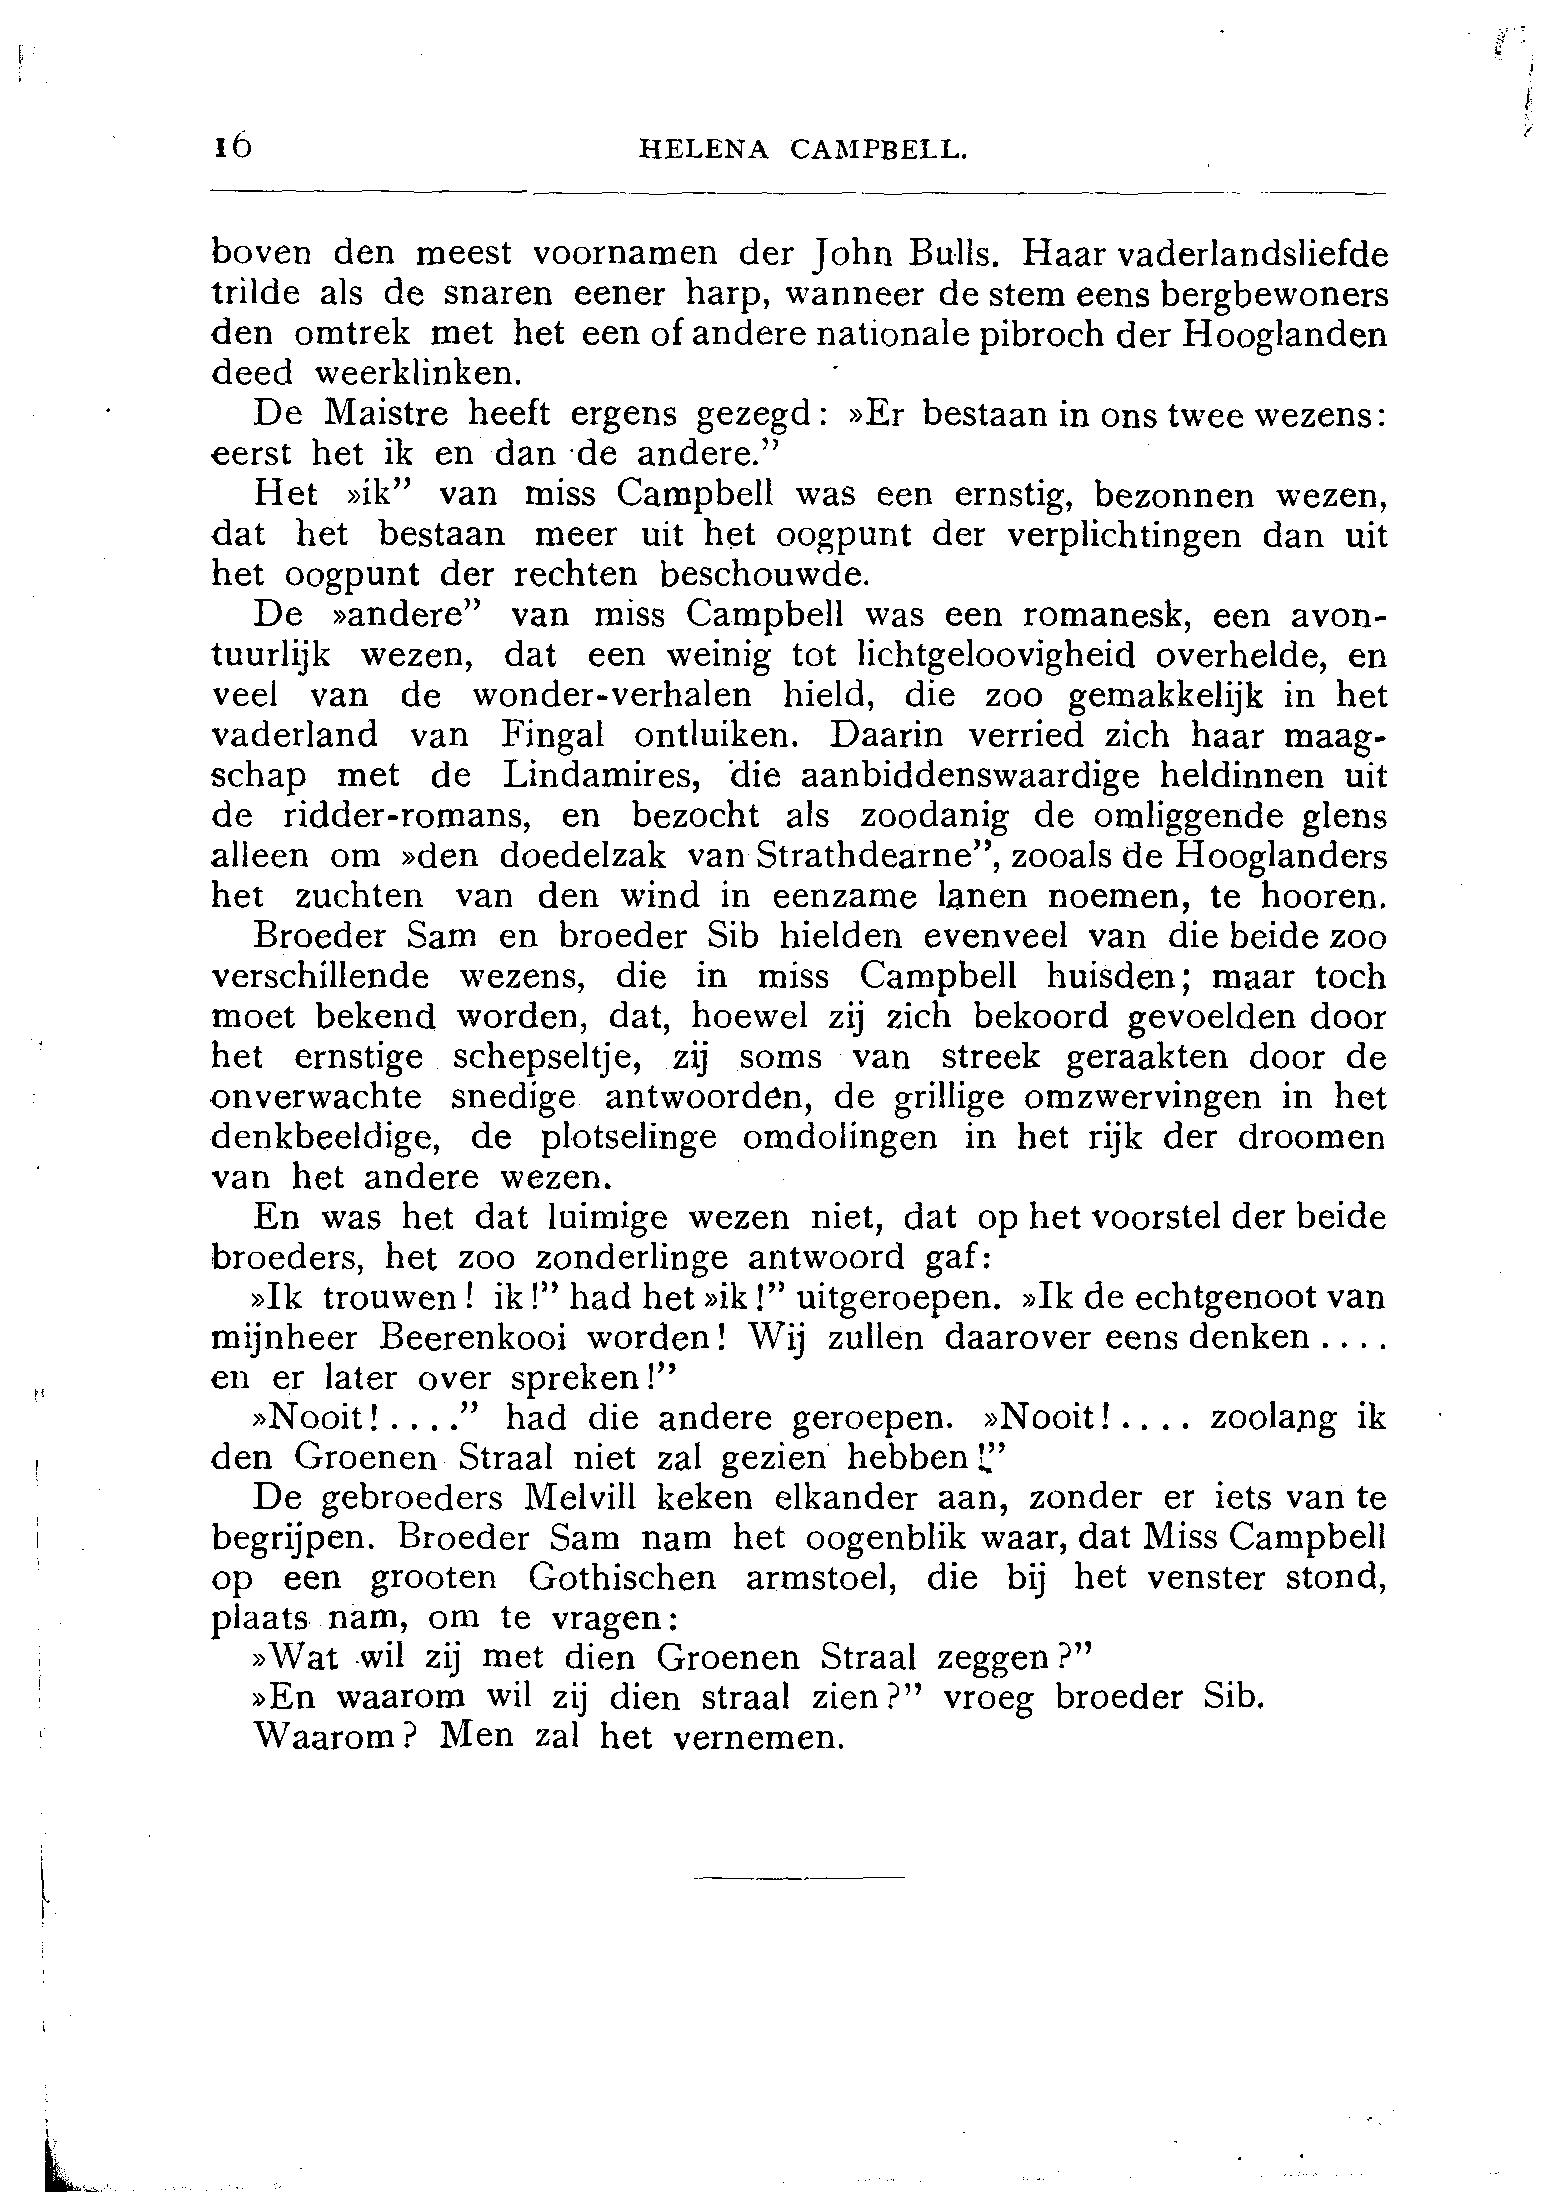 16 HELENA CAMPBELL.
boven den meest voornamen der John Bulls. Haar vaderlandsliefde
trilde als de snaren eener harp, wanneer de stem eens bergbewoners
den omtrek met het een of andere nationale pibroch der Hooglanden
deed weerklinken.
De Maistre heeft ergens gezegd: »Er bestaan in ons twee wezens:
eerst het ik en dan de andere.”
Het »ik” van miss Campbell was een ernstig, bezonnen wezen,
dat het bestaan meer uit het oogpunt der verplichtingen dan uit
het oogpunt der rechten beschouwde.
De »andere” van miss Campbell was een romanesk, een avon-
tuurlijk wezen, dat een weinig tot lichtgeloovigheid overhelde, en
veel van de wonder-verhalen hield, die zoo gemakkelijk in het
vaderland van Fingal ontluiken. Daarin verried zich haar maag-
schap met de Lindamires, die aanbiddenswaardige heldinnen uit
de ridder-romans, en bezocht als zoodanig de omliggende glens
alleen om »den doedelzak van Strathdearne”, zooals de Hooglanders
het zuchten van den wind in eenzame lanen noemen, te hooren.
Broeder Sam en broeder Sib hielden evenveel van die beide zoo
verschillende wezens, die in miss Campbell huisden; maar toch
moet bekend worden, dat, hoewel zij zich bekoord gevoelden door
het ernstige schepseltje, zij soms van streek geraakten door de
onverwachte snedige antwoorden, de grillige omzwervingen in het
denkbeeldige, de plotselinge omdolingen in het rijk der droomen
van het andere wezen.
En was het dat luimige wezen niet, dat op het voorstel der beide
broeders, het zoo zonderlinge antwoord gaf:
»Ik trouwen! ik!” had het »ik!” uitgeroepen. »Ik de echtgenoot van
mijnheer Beerenkooi worden! Wij zullen daarover eens denken ....
en er later over spreken!”
»Nooit! ....” had die andere geroepen. »Nooit! .... zoolang ik
den Groenen Straal niet zal gezien hebben!”
De gebroeders Melvill keken elkander aan, zonder er iets van te
begrijpen. Broeder Sam nam het oogenblik waar, dat Miss Campbell
op een grooten Gothischen armstoel, die bij het venster stond,
plaats nam, om te vragen:
»Wat wil zij met dien Groenen Straal zeggen?”
»En waarom wil zij dien straal zien?” vroeg broeder Sib.
Waarom? Men zal het vernemen.